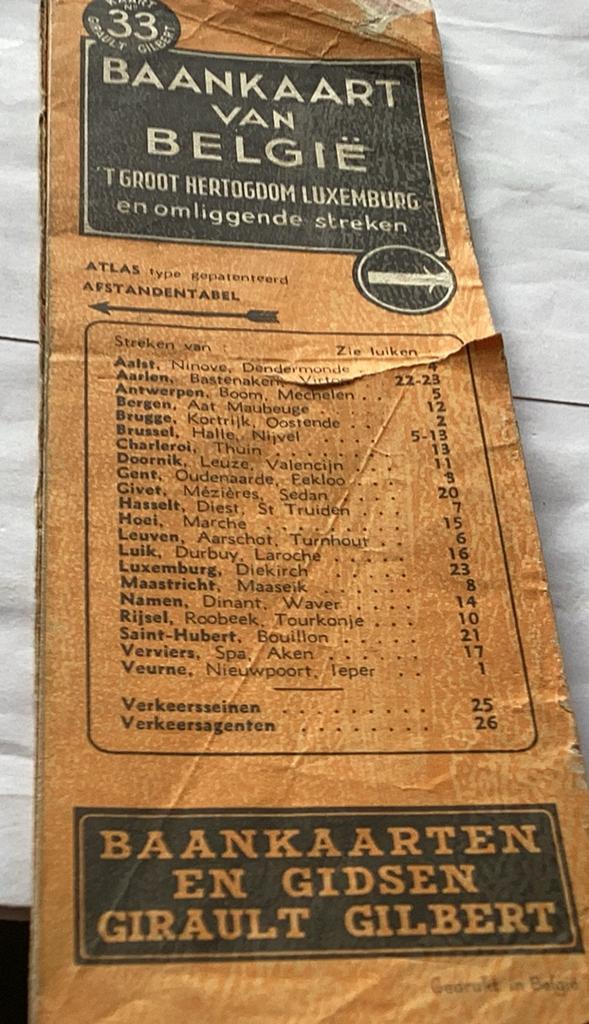 KAART
No
33
GIRAULT GILBERT
BAANKAART
VAN
BELGIË
'T GROOT HERTOGDOM LUXEMBURG
en omliggende streken
ATLAS type gepatenteerd
AFSTANDENTABEL
Streken van : Zie luiken
Aalst, Ninove, Dendermonde 4
Aarlen, Bastenaken, Virton 22-23
Antwerpen, Boom, Mechelen . . 5
Bergen, Aat Maubeuge . . . 12
Brugge, Kortrijk, Oostende . . 2
Brussel, Halle, Nijvel . . . . 5-13
Charleroi, Thuin . . . . . . 13
Doornik, Leuze, Valencijn . . . 11
Gent, Oudenaarde, Eekloo . . .
Givet, Mézières, Sedan . . . 20
Hasselt, Diest, St Truiden . . . 7
Hoei, Marche . . . . . . . 15
Leuven, Aarschot, Turnhout . . 6
Luik, Durbuy, Laroche . . . . 16
Luxemburg, Diekirch . . . . 23
Maastricht, Maaseik . . . . . 8
Namen, Dinant, Waver . . . . 14
Rijsel, Roobeek, Tourkonje . . . 10
Saint-Hubert, Bouillon . . . . 21
Verviers, Spa, Aken . . . . . 17
Veurne, Nieuwpoort, Ieper . . 1
Verkeersseinen . . . . . . . . 25
Verkeersagenten . . . . . . . 26
BAANKAARTEN
EN GIDSEN
GIRAULT GILBERT
Gedrukt in België